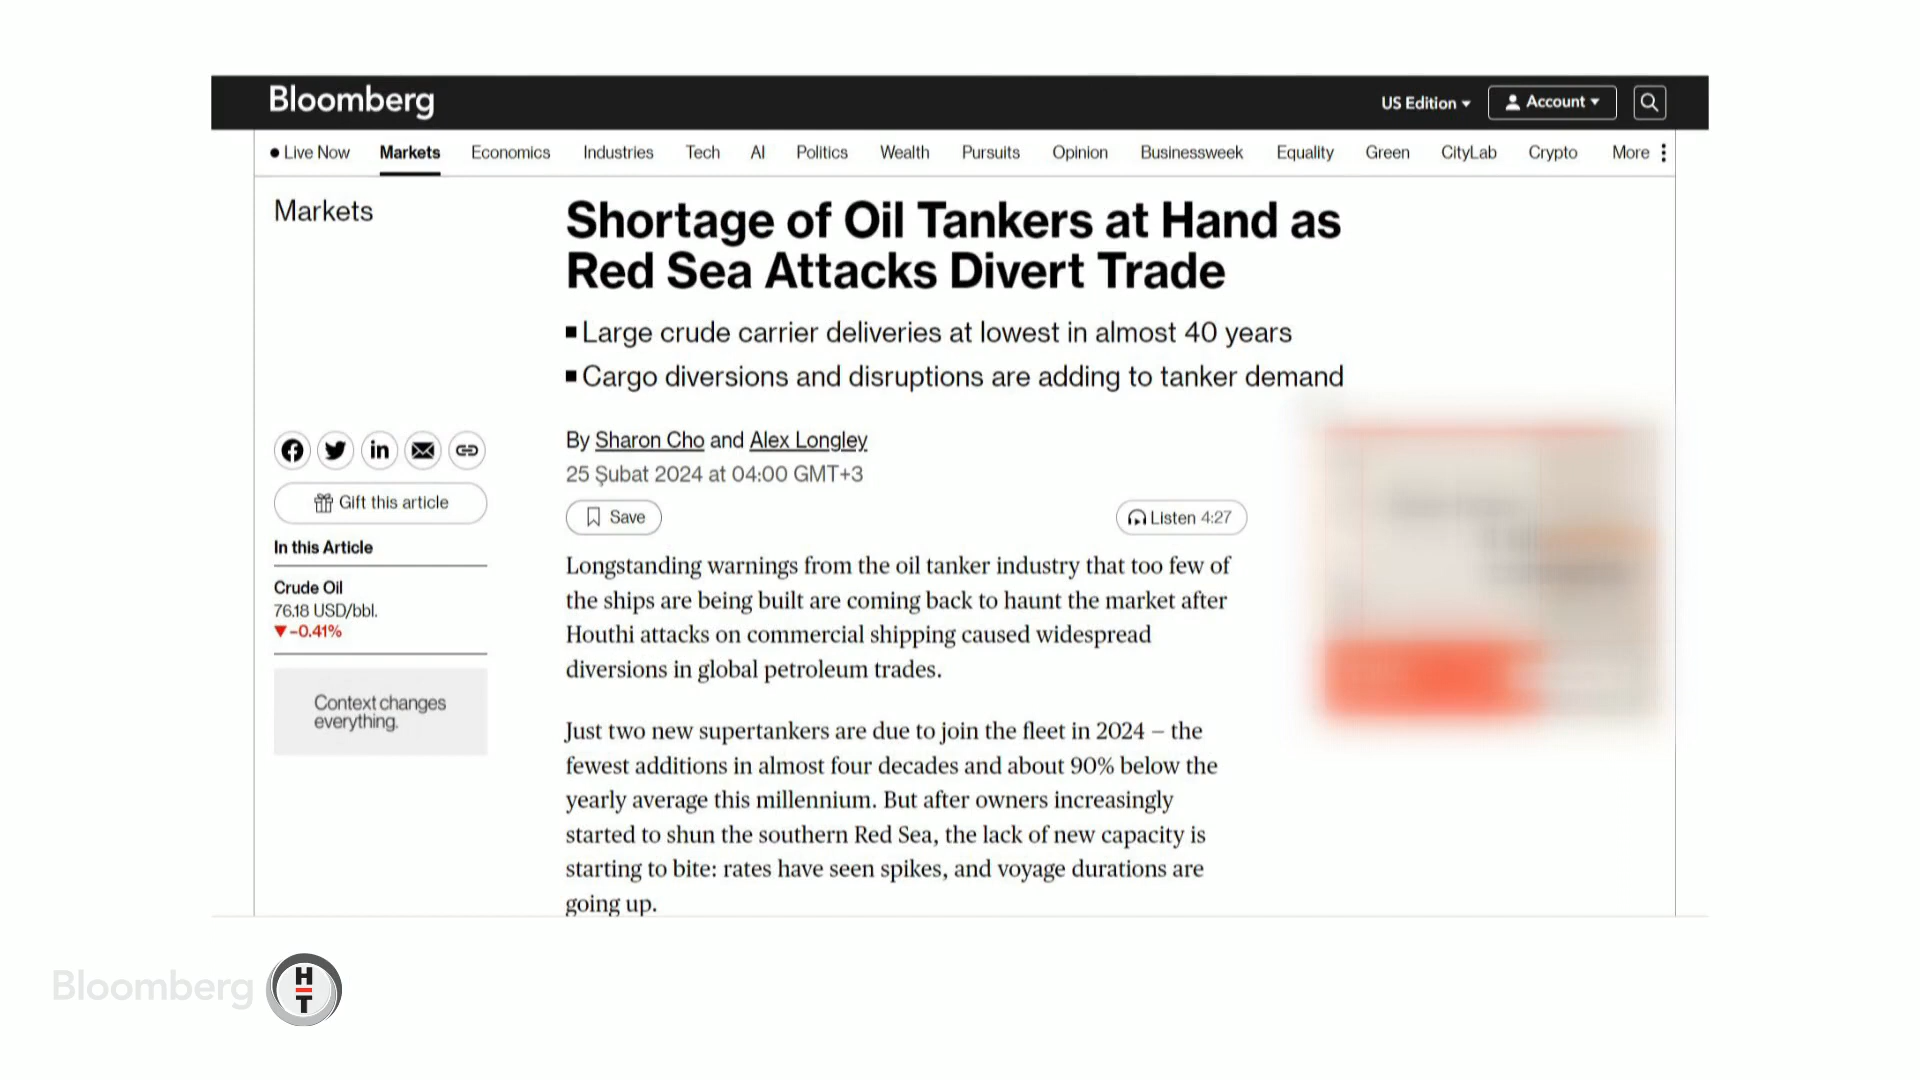 Bloomberg
US Edition
Account
Live Now Markets Economics Industries Tech AI Politics Wealth Pursuits Opinion Businessweek Equality Green CityLab Crypto More
Markets
Shortage of Oil Tankers at Hand as
Red Sea Attacks Divert Trade
Large crude carrier deliveries at lowest in almost 40 years
Cargo diversions and disruptions are adding to tanker demand
By Sharon Cho and Alex Longley
25 Şubat 2024 at 04:00 GMT+3
Save
Listen 4:27
Gift this article
In this Article
Crude Oil
76.18 USD/bbl.
▼-0.41%
Context changes
everything.
Longstanding warnings from the oil tanker industry that too few of
the ships are being built are coming back to haunt the market after
Houthi attacks on commercial shipping caused widespread
diversions in global petroleum trades.
Just two new supertankers are due to join the fleet in 2024 – the
fewest additions in almost four decades and about 90% below the
yearly average this millennium. But after owners increasingly
started to shun the southern Red Sea, the lack of new capacity is
starting to bite: rates have seen spikes, and voyage durations are
going up.
Bloomberg HT